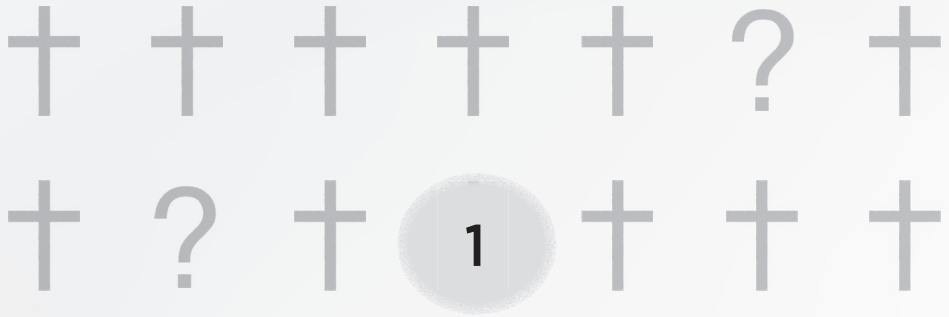 † † † † † ? †
† ? † 1 † † †